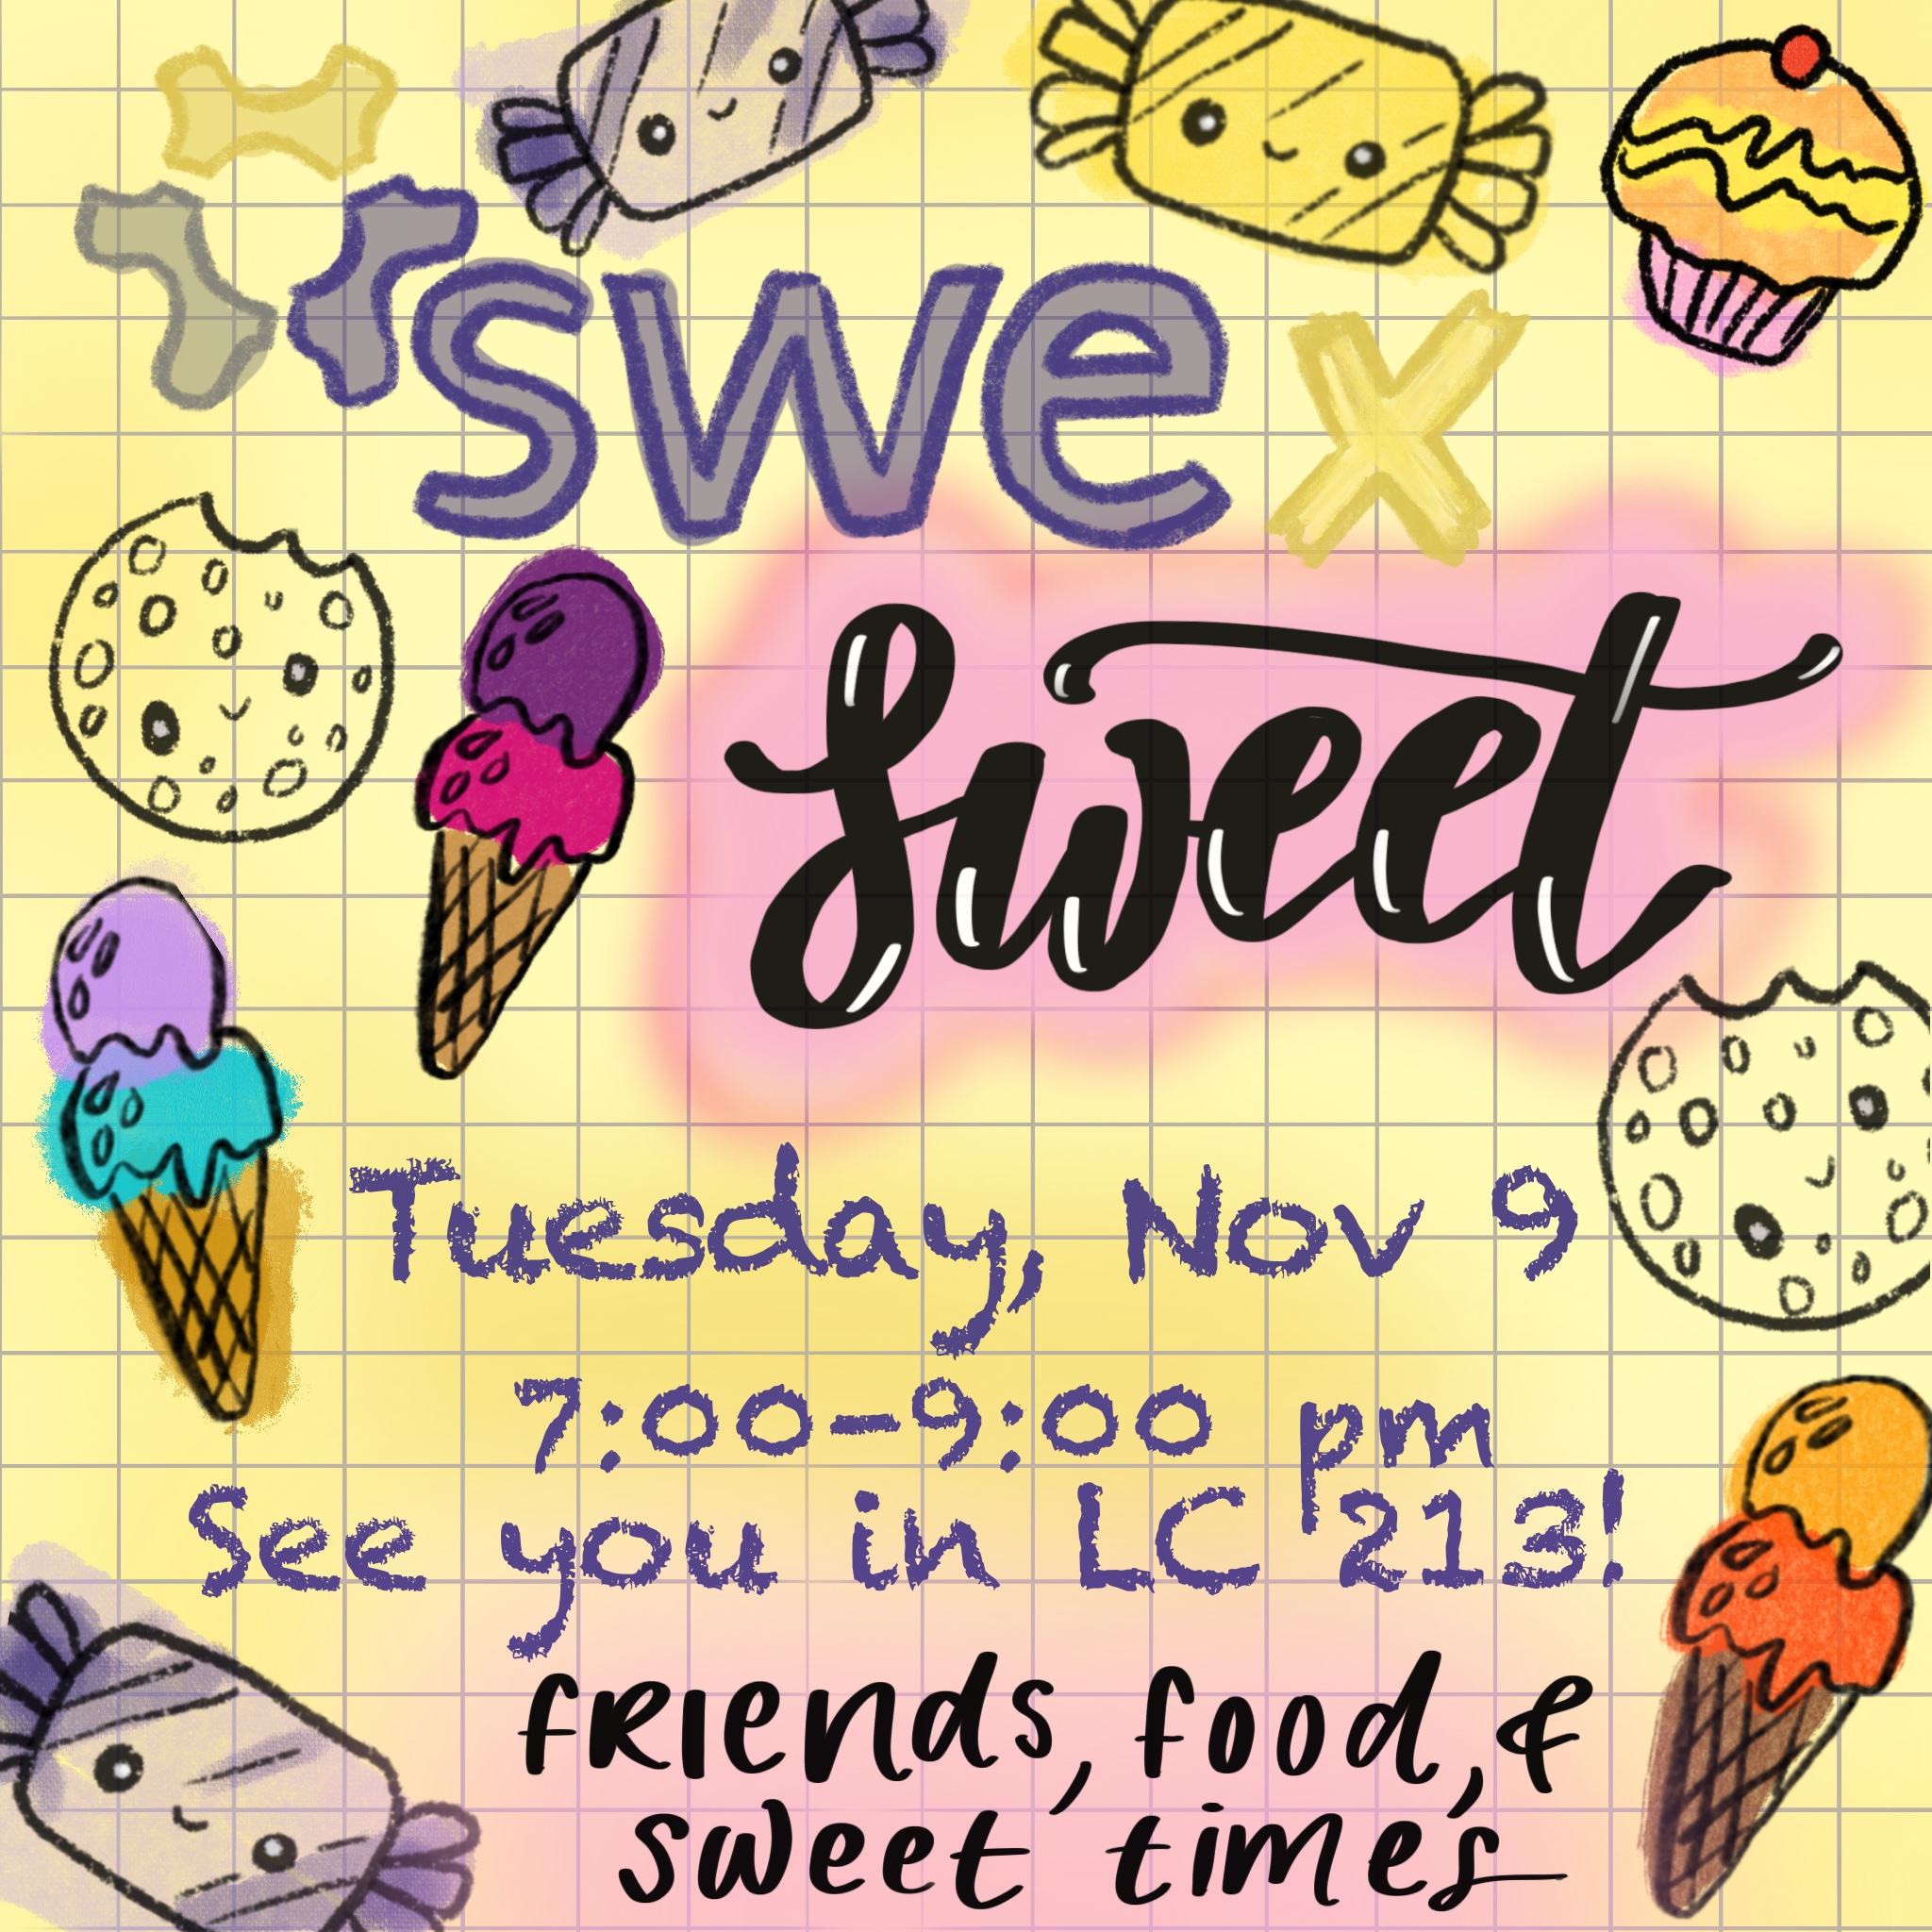 swe x
Sweet
Tuesday, Nov 9
7:00-9:00 pm
See you in LC 213!
friends, food, &
sweet times